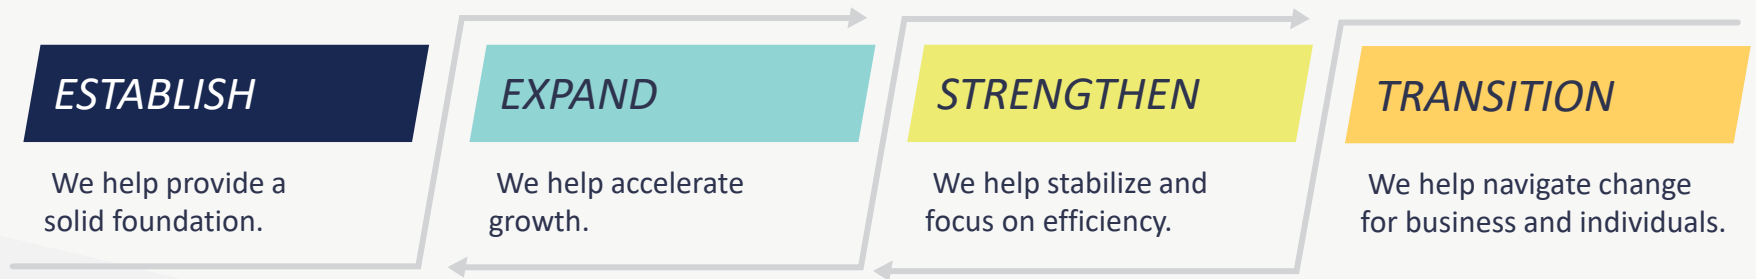 ESTABLISH
We help provide a
solid foundation.
EXPAND
We help accelerate
growth.
STRENGTHEN
We help stabilize and
focus on efficiency.
TRANSITION
We help navigate change
for business and individuals.